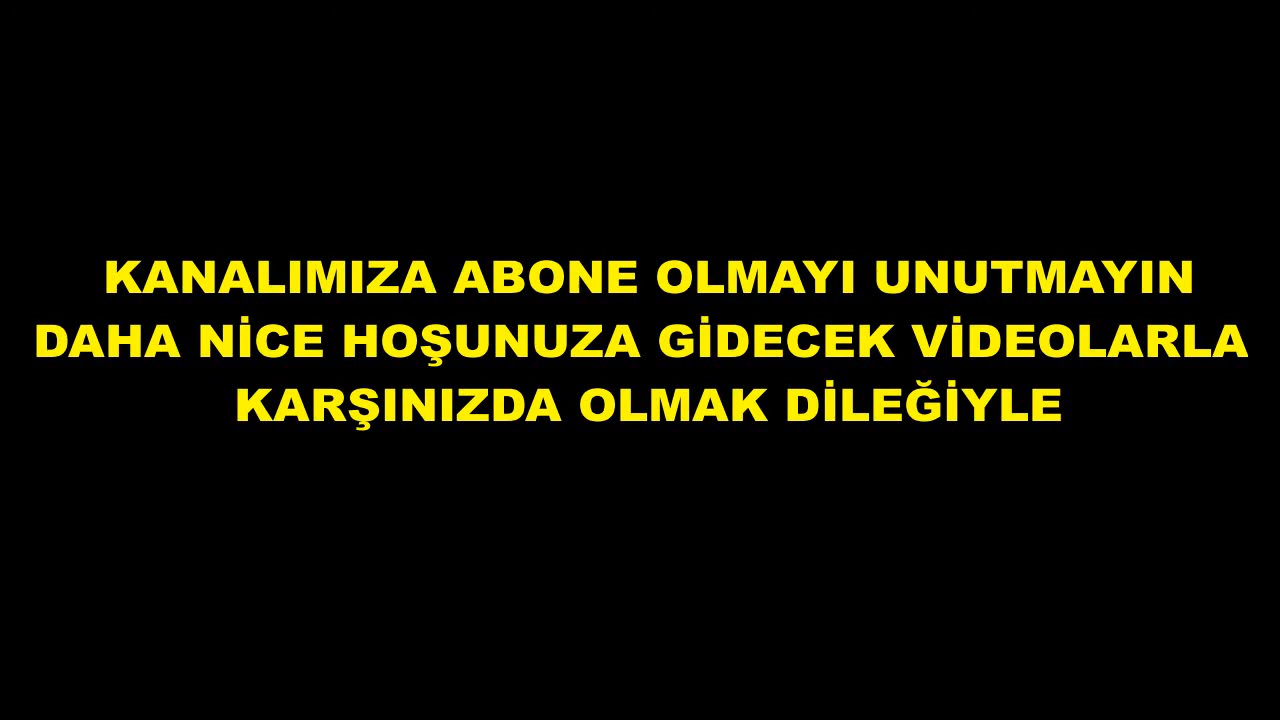 KANALIMIZA ABONE OLMAYI UNUTMAYIN
DAHA NİCE HOŞUNUZA GİDECEK VİDEOLARLA
KARŞINIZDA OLMAK DİLEĞİYLE